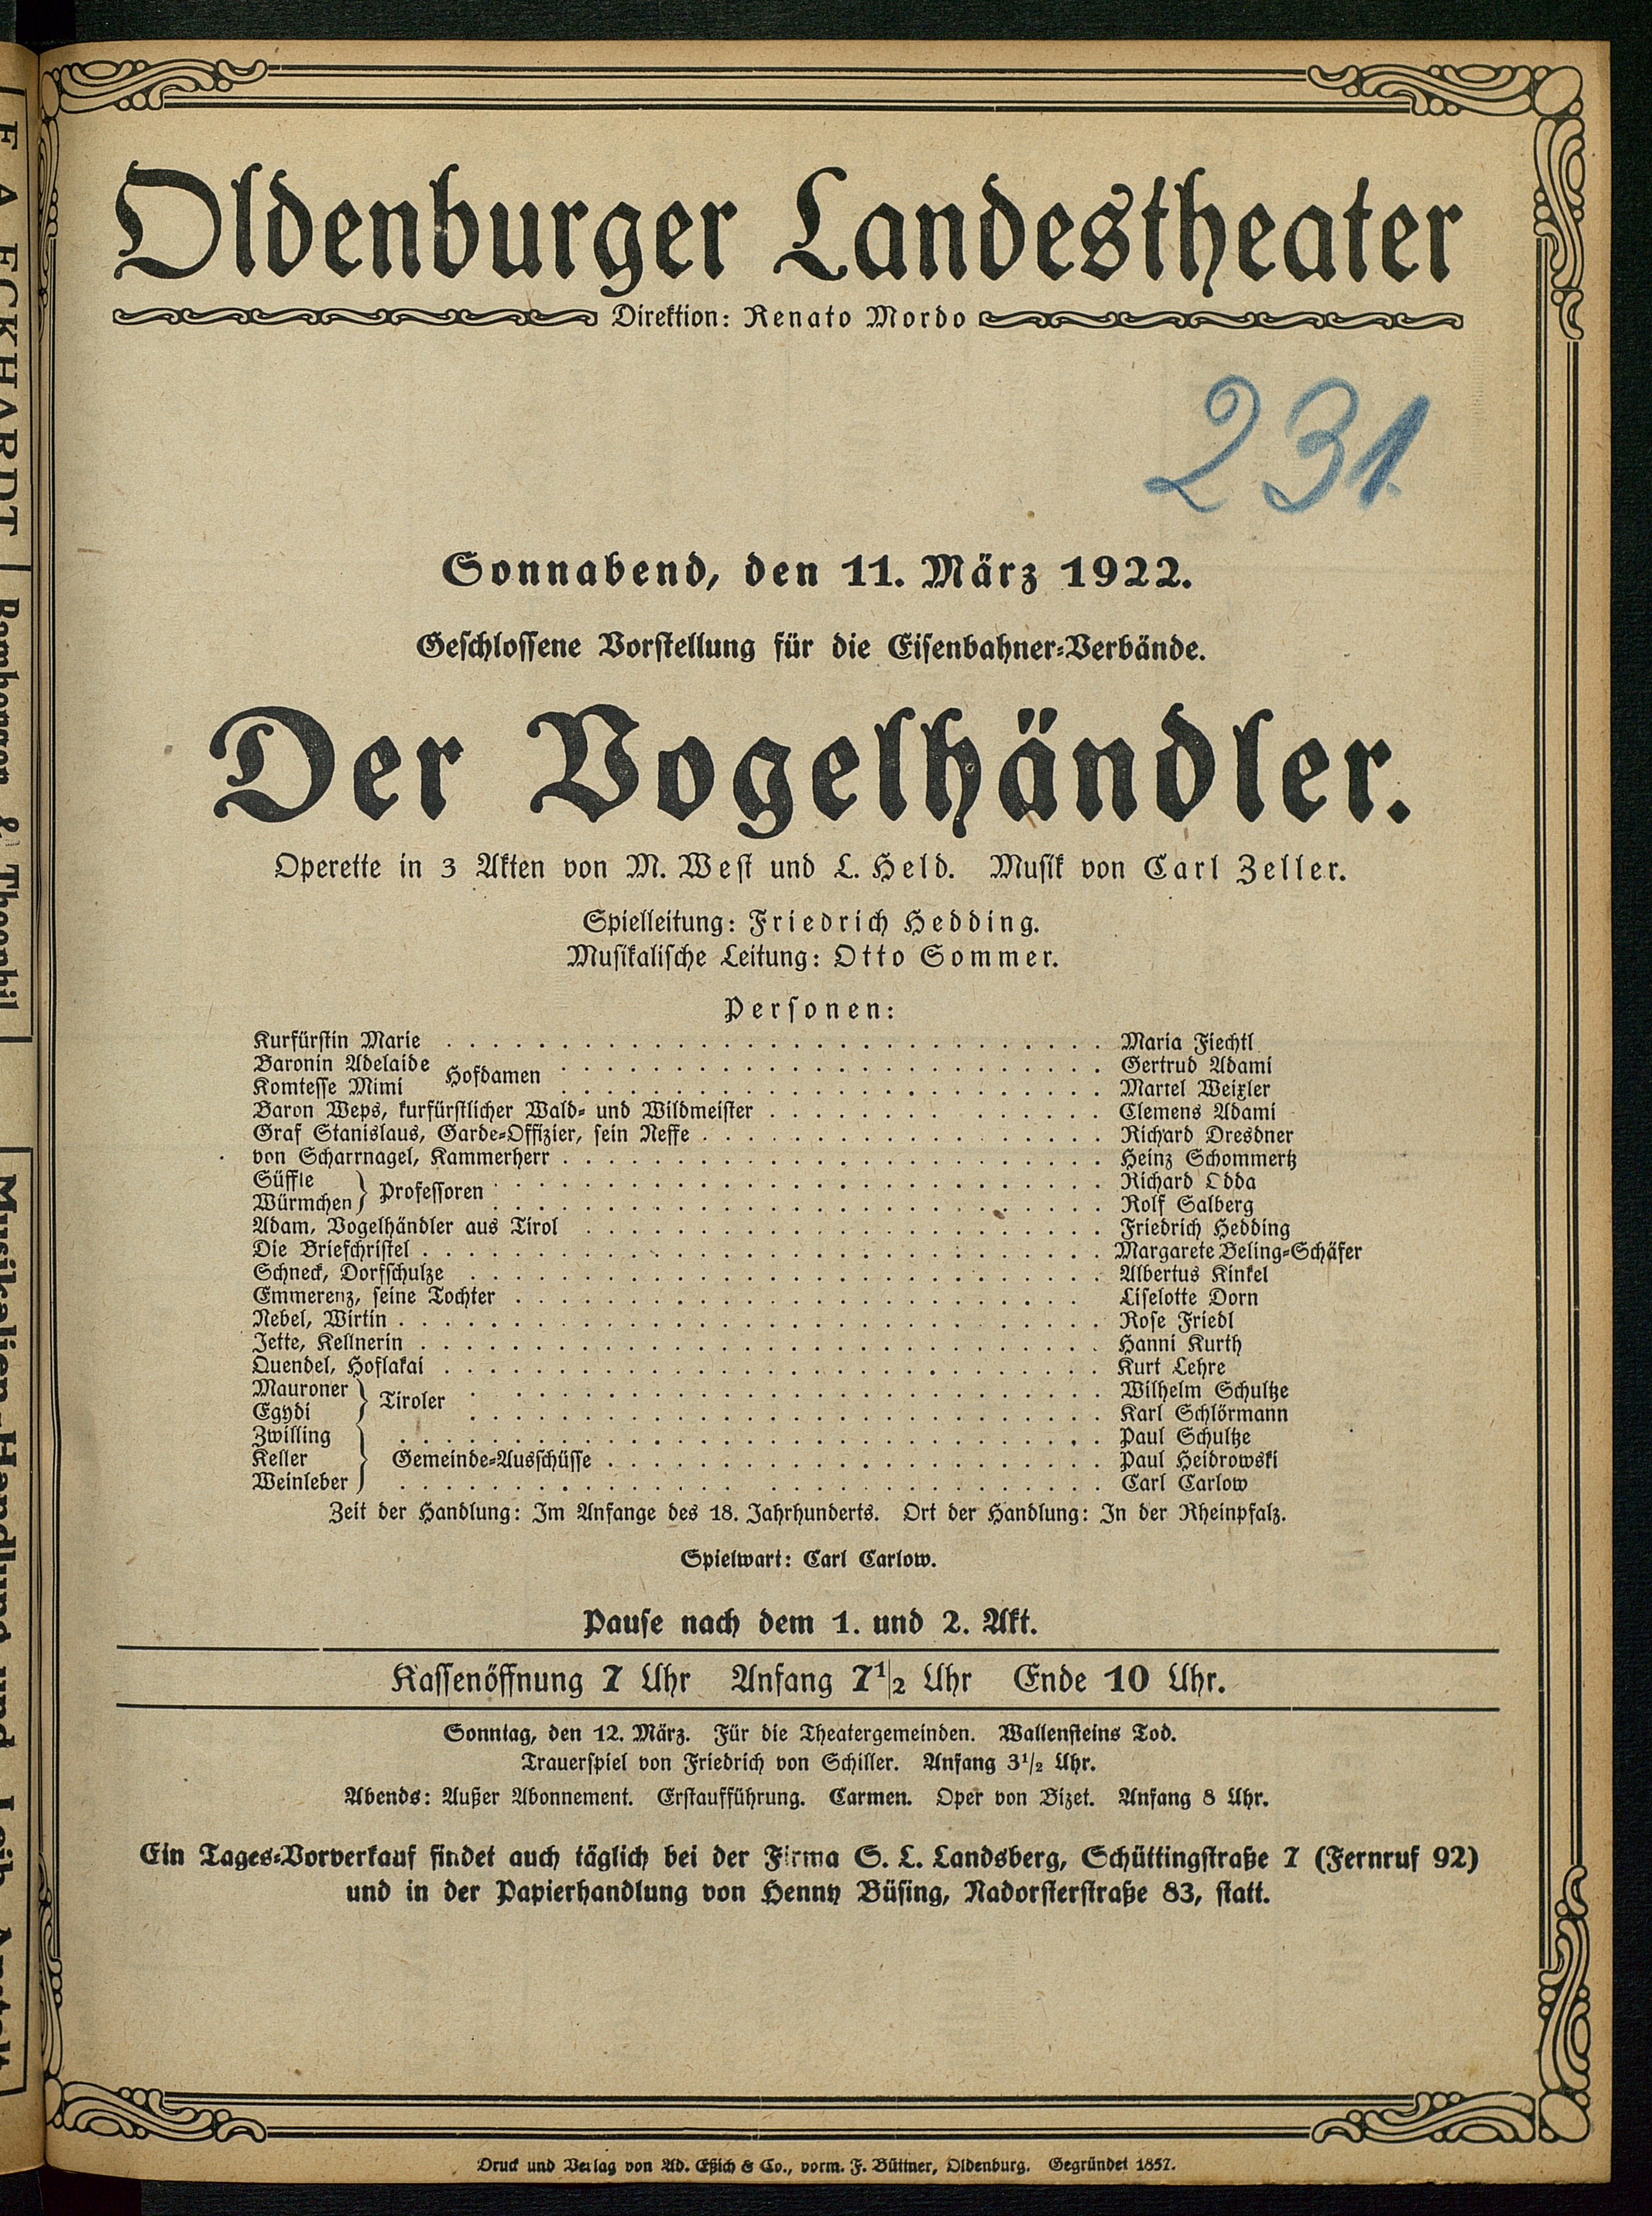 Oldenburger Landestheater
Direktion: Renato Mordo
231.
Sonnabend, den 11. März 1922.
Geschlossene Vorstellung für die Eisenbahner-Verbände.
Der Vogelhändler.
Operette in 3 Akten von M. West und L. Held. Musik von Carl Zeller.
Spielleitung: Friedrich Hedding.
Musikalische Leitung: Otto Sommer.
Personen:
Kurfürstin Marie . . . . . Maria Fiechtl
Baronin Adelaide Hofdamen . . . . . Gertrud Adami
Komtesse Mimi . . . . . Martel Weixler
Baron Weps, kurfürstlicher Wald- und Wildmeister . . . . . Clemens Adami
Graf Stanislaus, Garde-Offizier, sein Neffe . . . . . Richard Dresdner
von Scharrnagel, Kammerherr . . . . . Heinz Schommertz
Süffle } Professoren . . . . . Richard Odda
Würmchen . . . . . Rolf Salberg
Adam, Vogelhändler aus Tirol . . . . . Friedrich Hedding
Die Briefchristel . . . . . Margarete Beling-Schäfer
Schneck, Dorfschulze . . . . . Albertus Kinkel
Emmerenz, seine Tochter . . . . . Liselotte Dorn
Nebel, Wirtin . . . . . Rose Friedl
Jette, Kellnerin . . . . . Hanni Kurth
Quendel, Hoflakai . . . . . Kurt Lehre
Mauroner } Tiroler . . . . . Wilhelm Schultze
Egydi . . . . . Karl Schlörmann
Zwilling . . . . . Paul Schultze
Keller } Gemeinde-Ausschüsse . . . . . Paul Heidrowski
Weinleber . . . . . Carl Carlow
Zeit der Handlung: Im Anfange des 18. Jahrhunderts. Ort der Handlung: In der Rheinpfalz.
Spielwart: Carl Carlow.
Pause nach dem 1. und 2. Akt.
Kassenöffnung 7 Uhr Anfang 7 1/2 Uhr Ende 10 Uhr.
Sonntag, den 12. März. Für die Theatergemeinden. Wallensteins Tod.
Trauerspiel von Friedrich von Schiller. Anfang 3 1/2 Uhr.
Abends: Außer Abonnement. Erstaufführung. Carmen. Oper von Bizet. Anfang 8 Uhr.
Ein Tages-Vorverkauf findet auch täglich bei der Firma S. L. Landsberg, Schüttingstraße 7 (Fernruf 92)
und in der Papierhandlung von Henny Büsing, Nadorsterstraße 83, statt.
Druck und Verlag von Ad. Eßich & Co., vorm. F. Büttner, Oldenburg. Gegründet 1857.
ECKHARDT
Musikalien-Handlung und